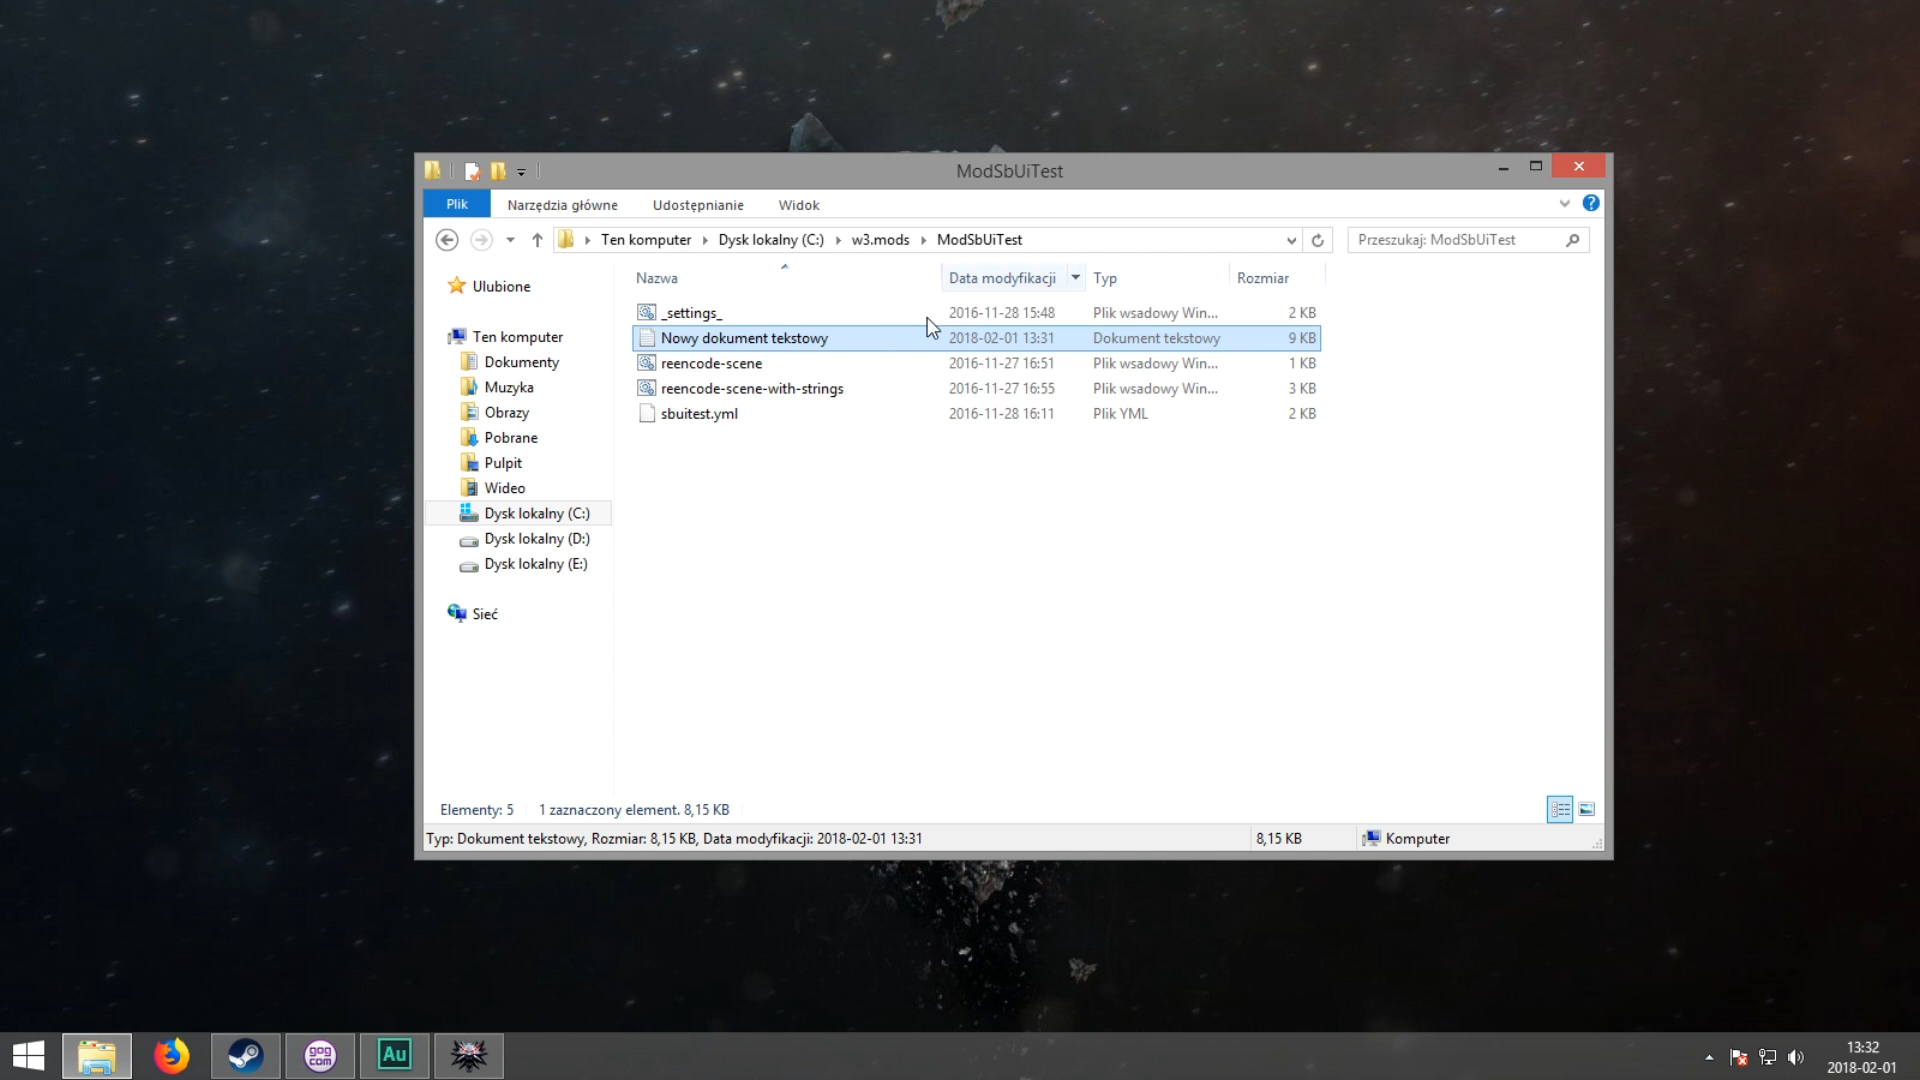 ModSbUiTest
Plik Narzędzia główne Udostępnianie Widok
Ten komputer Dysk lokalny (C:) w3.mods ModSbUiTest Przeszukaj: ModSbUiTest
Nazwa Data modyfikacji Typ Rozmiar
Ulubione
Ten komputer
Dokumenty
Muzyka
Obrazy
Pobrane
Pulpit
Wideo
Dysk lokalny (C:)
Dysk lokalny (D:)
Dysk lokalny (E:)
Sieć
_settings_ 2016-11-28 15:48 Plik wsadowy Win... 2 KB
Nowy dokument tekstowy 2018-02-01 13:31 Dokument tekstowy 9 KB
reencode-scene 2016-11-27 16:51 Plik wsadowy Win... 1 KB
reencode-scene-with-strings 2016-11-27 16:55 Plik wsadowy Win... 3 KB
sbuitest.yml 2016-11-28 16:11 Plik YML 2 KB
Elementy: 5 1 zaznaczony element. 8,15 KB
Typ: Dokument tekstowy, Rozmiar: 8,15 KB, Data modyfikacji: 2018-02-01 13:31 8,15 KB Komputer
gog
com
Au
13:32
2018-02-01